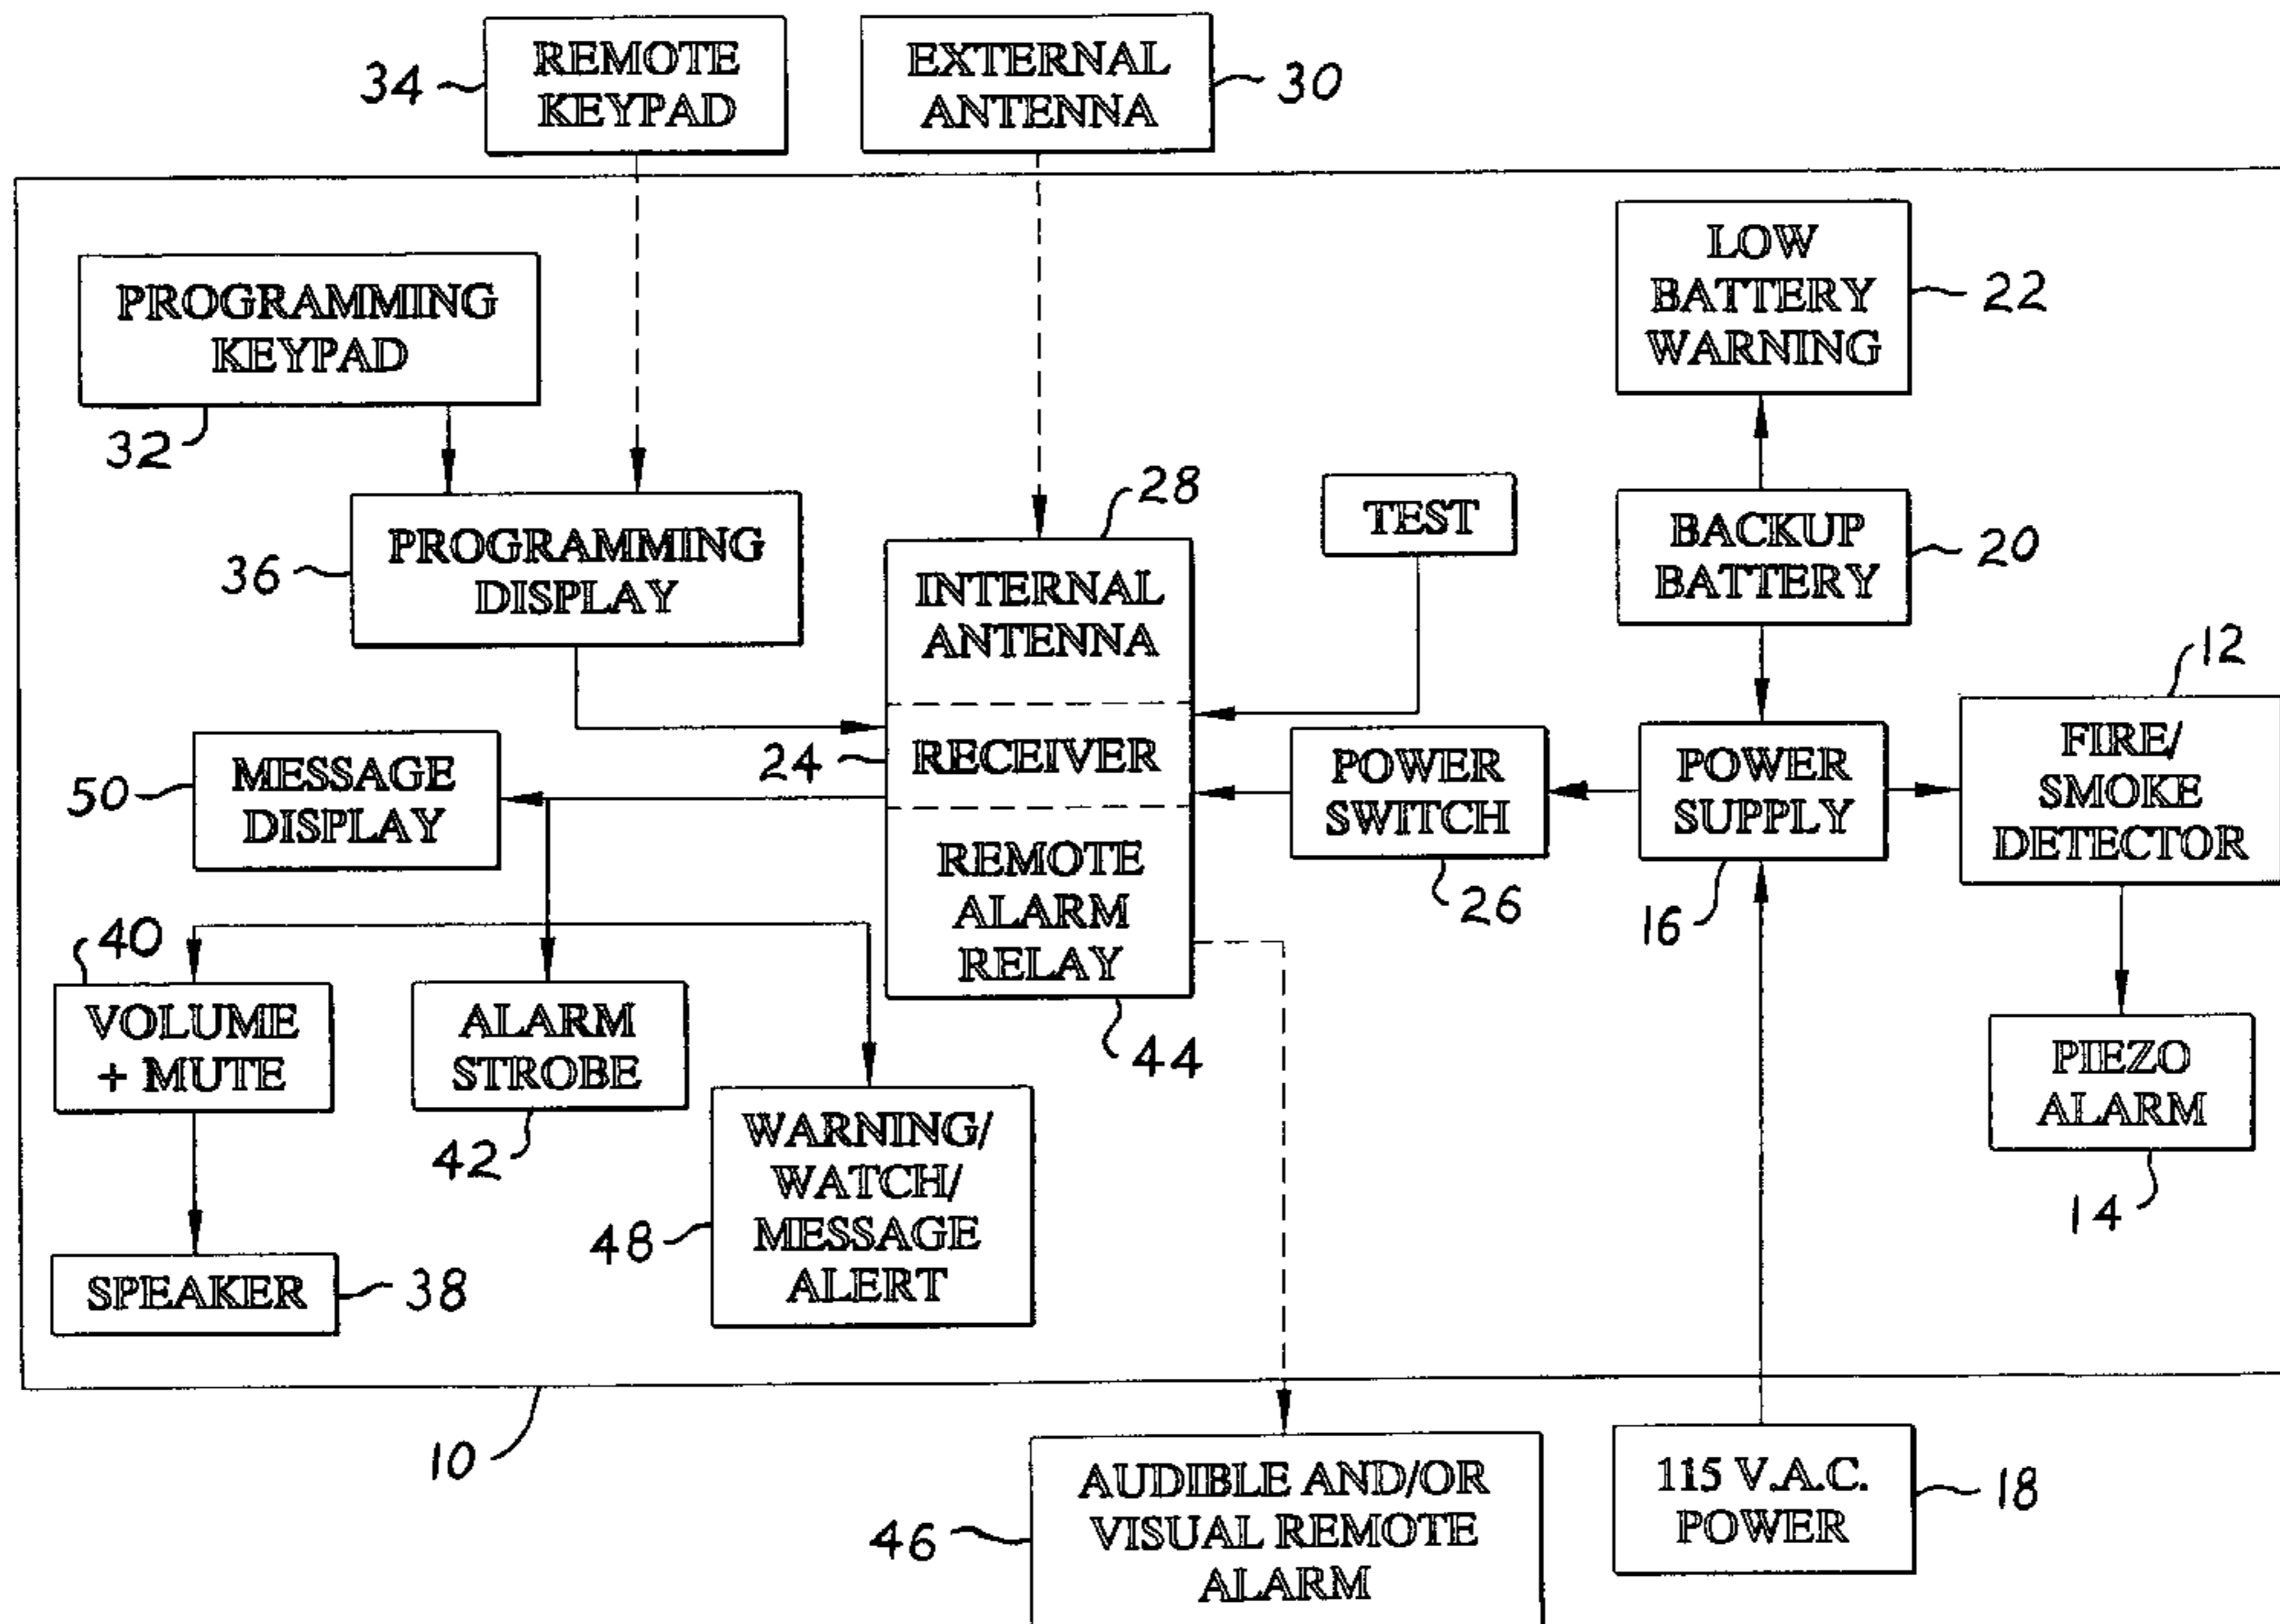 34
REMOTE
KEYPAD
EXTERNAL
ANTENNA
30
PROGRAMMING
KEYPAD
32
LOW
BATTERY
WARNING
22
36
PROGRAMMING
DISPLAY
28
INTERNAL
ANTENNA
TEST
BACKUP
BATTERY
20
12
FIRE/
SMOKE
DETECTOR
24
RECEIVER
POWER
SWITCH
26
POWER
SUPPLY
16
50
MESSAGE
DISPLAY
REMOTE
ALARM
RELAY
44
40
VOLUME
+ MUTE
ALARM
STROBE
42
PIEZO
ALARM
14
48
WARNING/
WATCH/
MESSAGE
ALERT
SPEAKER
38
10
46
AUDIBLE AND/OR
VISUAL REMOTE
ALARM
115 V.A.C.
POWER
18